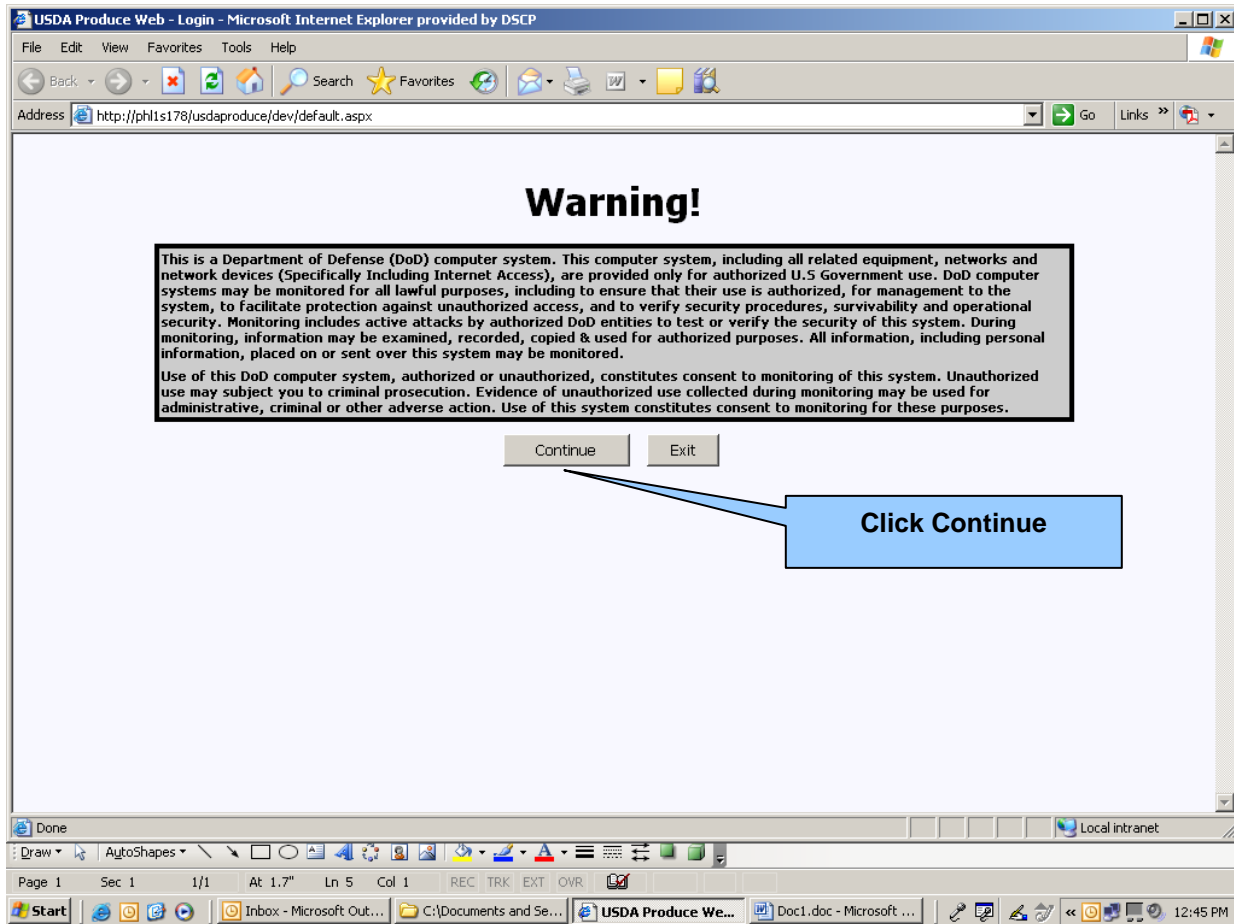 USDA Produce Web - Login - Microsoft Internet Explorer provided by DSCP
File Edit View Favorites Tools Help
Back Search Favorites
Address http://phl1s178/usdaproduce/dev/default.aspx Go Links »
Warning!
This is a Department of Defense (DoD) computer system. This computer system, including all related equipment, networks and
network devices (Specifically Including Internet Access), are provided only for authorized U.S Government use. DoD computer
systems may be monitored for all lawful purposes, including to ensure that their use is authorized, for management to the
system, to facilitate protection against unauthorized access, and to verify security procedures, survivability and operational
security. Monitoring includes active attacks by authorized DoD entities to test or verify the security of this system. During
monitoring, information may be examined, recorded, copied & used for authorized purposes. All information, including personal
information, placed on or sent over this system may be monitored.
Use of this DoD computer system, authorized or unauthorized, constitutes consent to monitoring of this system. Unauthorized
use may subject you to criminal prosecution. Evidence of unauthorized use collected during monitoring may be used for
administrative, criminal or other adverse action. Use of this system constitutes consent to monitoring for these purposes.
Continue Exit
Click Continue
Done Local intranet
Draw AutoShapes
Page 1 Sec 1 1/1 At 1.7" Ln 5 Col 1 REC TRK EXT OVR
Start Inbox - Microsoft Out... C:\Documents and Se... USDA Produce We... Doc1.doc - Microsoft ... « 12:45 PM